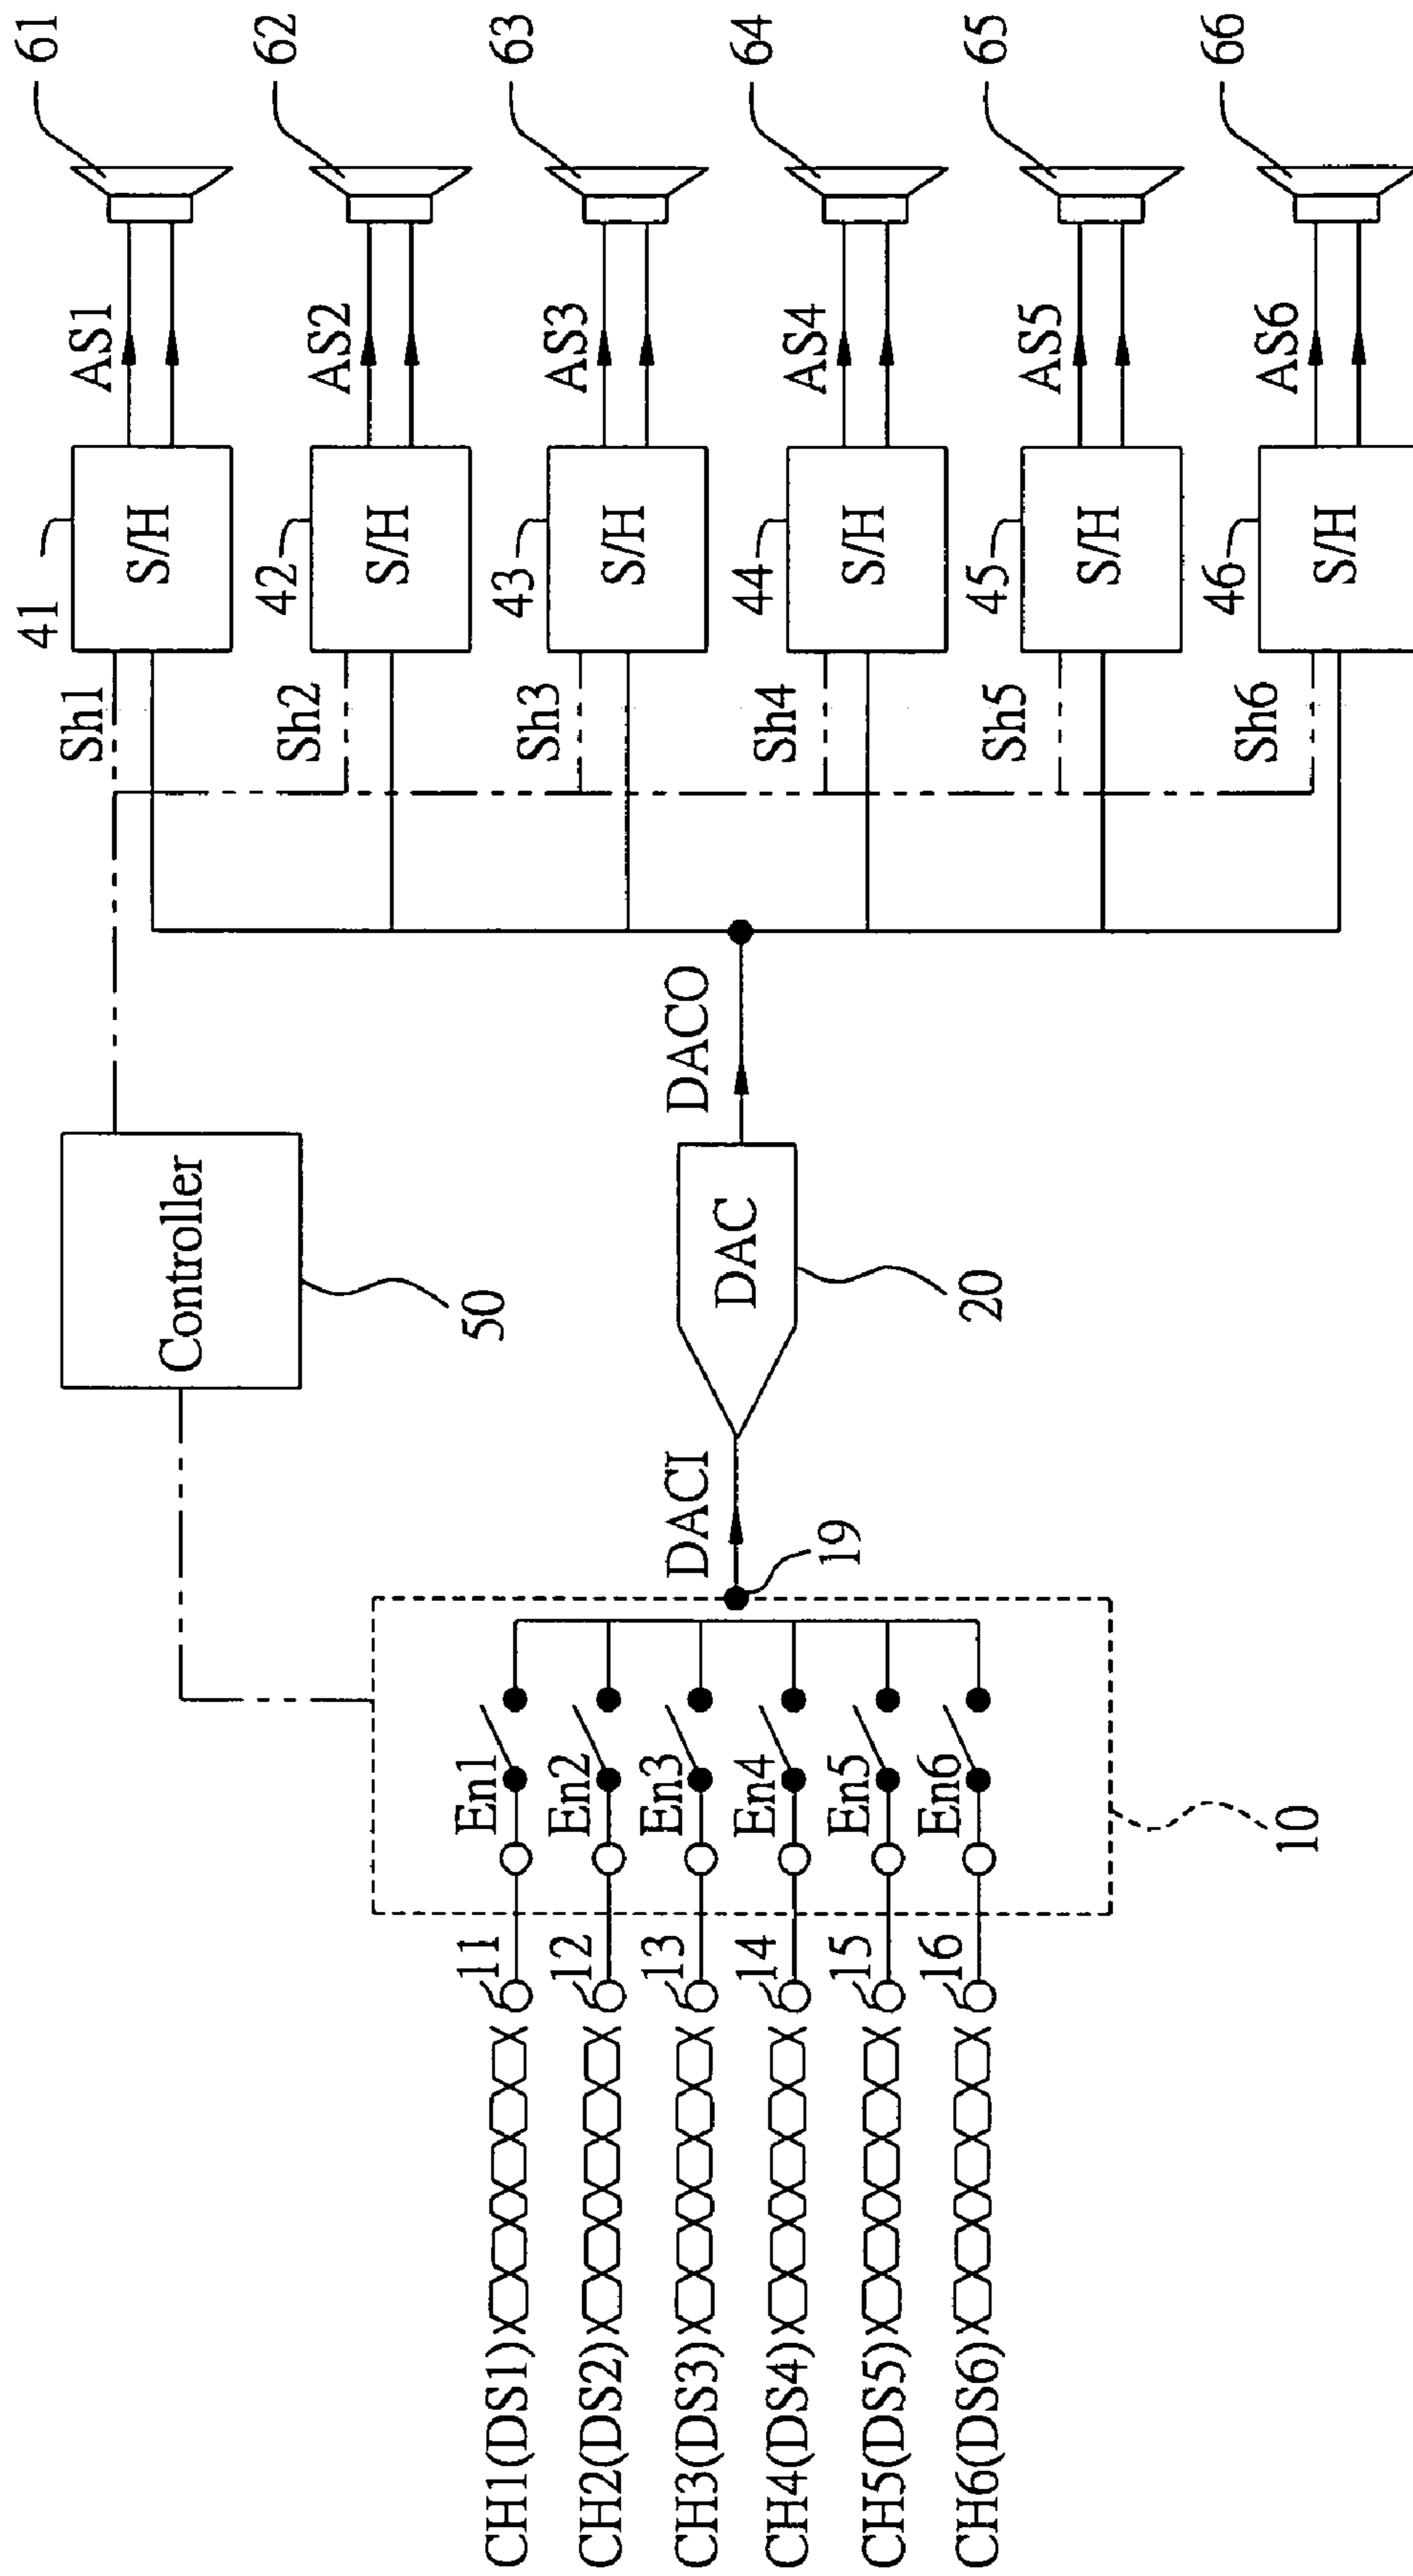 CH1(DS1)
CH2(DS2)
CH3(DS3)
CH4(DS4)
CH5(DS5)
CH6(DS6)
11
12
13
14
15
16
En1
En2
En3
En4
En5
En6
10
19
DACI
Controller
50
DAC
20
DACO
Sh1
Sh2
Sh3
Sh4
Sh5
Sh6
41
S/H
42
S/H
43
S/H
44
S/H
45
S/H
46
S/H
AS1
AS2
AS3
AS4
AS5
AS6
61
62
63
64
65
66